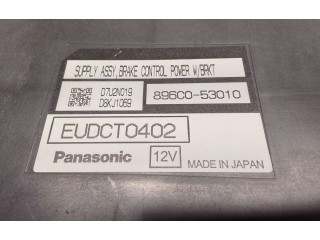 SUPPLY ASSY, BRAKE CONTROL POWER W/BRKT
D7U2N019
D8KJ1069
896C0-53010
EUDCT0402
Panasonic 12V MADE IN JAPAN